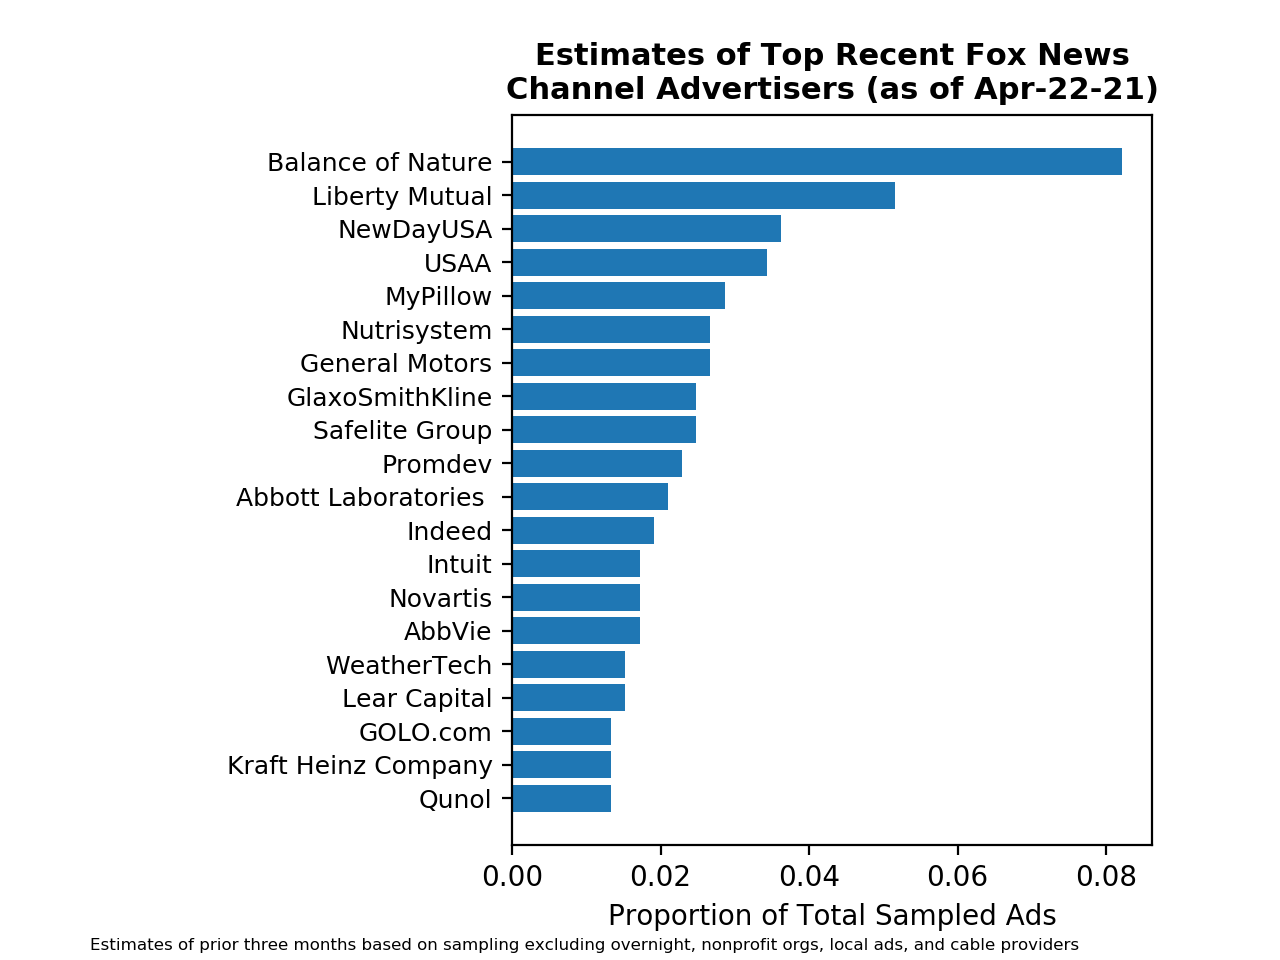 Estimates of Top Recent Fox News
Channel Advertisers (as of Apr-22-21)
Balance of Nature
Liberty Mutual
NewDayUSA
USAA
MyPillow
Nutrisystem
General Motors
GlaxoSmithKline
Safelite Group
Promdev
Abbott Laboratories
Indeed
Intuit
Novartis
AbbVie
WeatherTech
Lear Capital
GOLO.com
Kraft Heinz Company
Qunol
0.00 0.02 0.04 0.06 0.08
Proportion of Total Sampled Ads
Estimates of prior three months based on sampling excluding overnight, nonprofit orgs, local ads, and cable providers